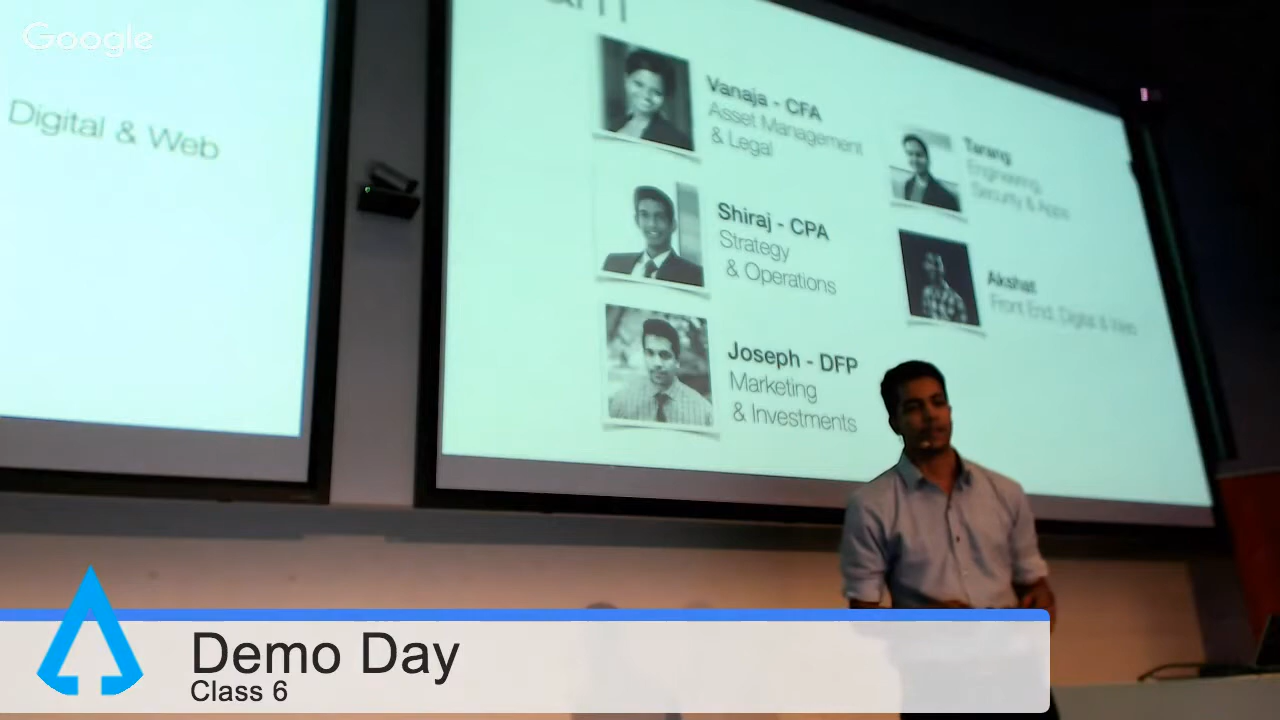 Google
Digital & Web
Vanaja - CFA
Asset Management
& Legal
Tarang
Engineering,
Security & Apps
Shiraj - CPA
Strategy
& Operations
Akshat
Front End, Digital & Web
Joseph - DFP
Marketing
& Investments
Demo Day
Class 6